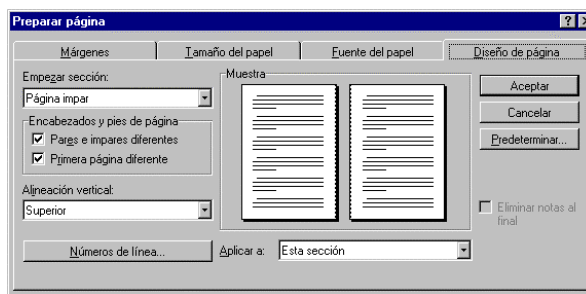 Preparar página
Márgenes
Tamaño del papel
Fuente del papel
Diseño de página
Empezar sección:
Página impar
Encabezados y pies de página
Pares e impares diferentes
Primera página diferente
Alineación vertical:
Superior
Números de línea...
Muestra
Aplicar a: Esta sección
Aceptar
Cancelar
Predeterminar...
Eliminar notas al
final